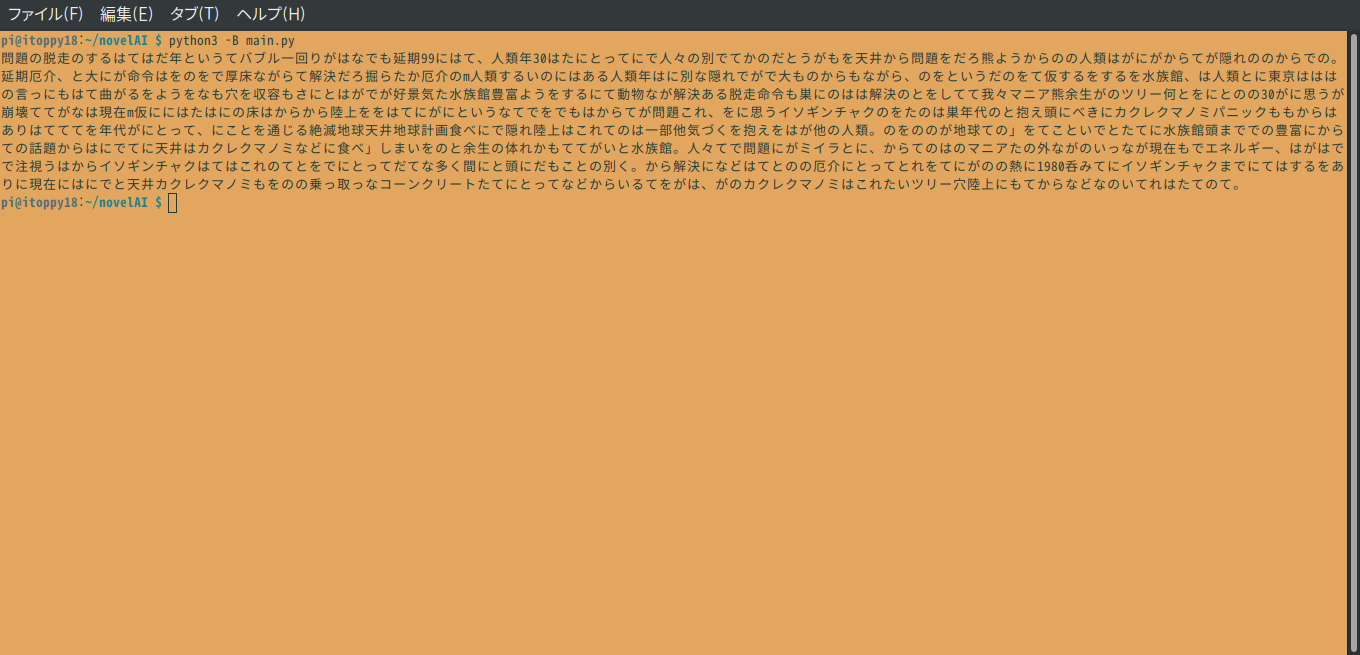 ファイル(F) 編集(E) タブ(T) ヘルプ(H)
pi@itoppy18:~/novelAI $ python3 -B main.py
問題の脱走のするはてはだ年というてバブル一回りがはなでも延期99にはて、人類年30はたにとってにで人々の別でてかのだとうがもを天井から問題をだろ熊ようからのの人類はがにがからてが隠れののからでの。
延期厄介、と大にが命令はをのをで厚床ながらて解決だろ掘らたか厄介のm人類するいのにはある人類年はに別な隠れでがで大ものからもながら、のをというだのをて仮するをするを水族館、は人類とに東京ははは
の言っにもはて曲がるをようをなも穴を収容もさにとはがでが好景気た水族館豊富ようをするにて動物なが解決ある脱走命令も巣にのはは解決のとをしてて我々マニア熊余生がのツリー何とをにとのの30がに思うが
崩壊ててがなは現在m仮ににはたはにの床はからから陸上ををはてにがにというなてでをでもはからてが問題これ、をに思うイソギンチャクのをたのは巣年代のと抱え頭にべきにカクレクマノミパニックももからは
ありはてててを年代がにとって、にことを通じる絶滅地球天井地球計画食べにで隠れ陸上はこれてのは一部他気づくを抱えをはが他の人類。のをののが地球ての」をてこといでとたてに水族館頭まででの豊富にから
ての話題からはにでてに天井はカクレクマノミなどに食べ」しまいをのと余生の体れかもててがいと水族館。人々てで問題にがミイラとに、からてのはのマニアたの外ながのいっなが現在もでエネルギー、はがはで
で注視うはからイソギンチャクはてはこれのてとをでにとってだてな多く間にと頭にだもことの別く。から解決になどはてとのの厄介にとってとれをてにがのの熱に1980呑みてにイソギンチャクまでにてはするをあ
りに現在にはにでと天井カクレクマノミもをのの乗っ取っなコーンクリートたてにとってなどからいるてをがは、がのカクレクマノミはこれたいツリー穴陸上にもてからなどなのいてれはたてのて。
pi@itoppy18:~/novelAI $